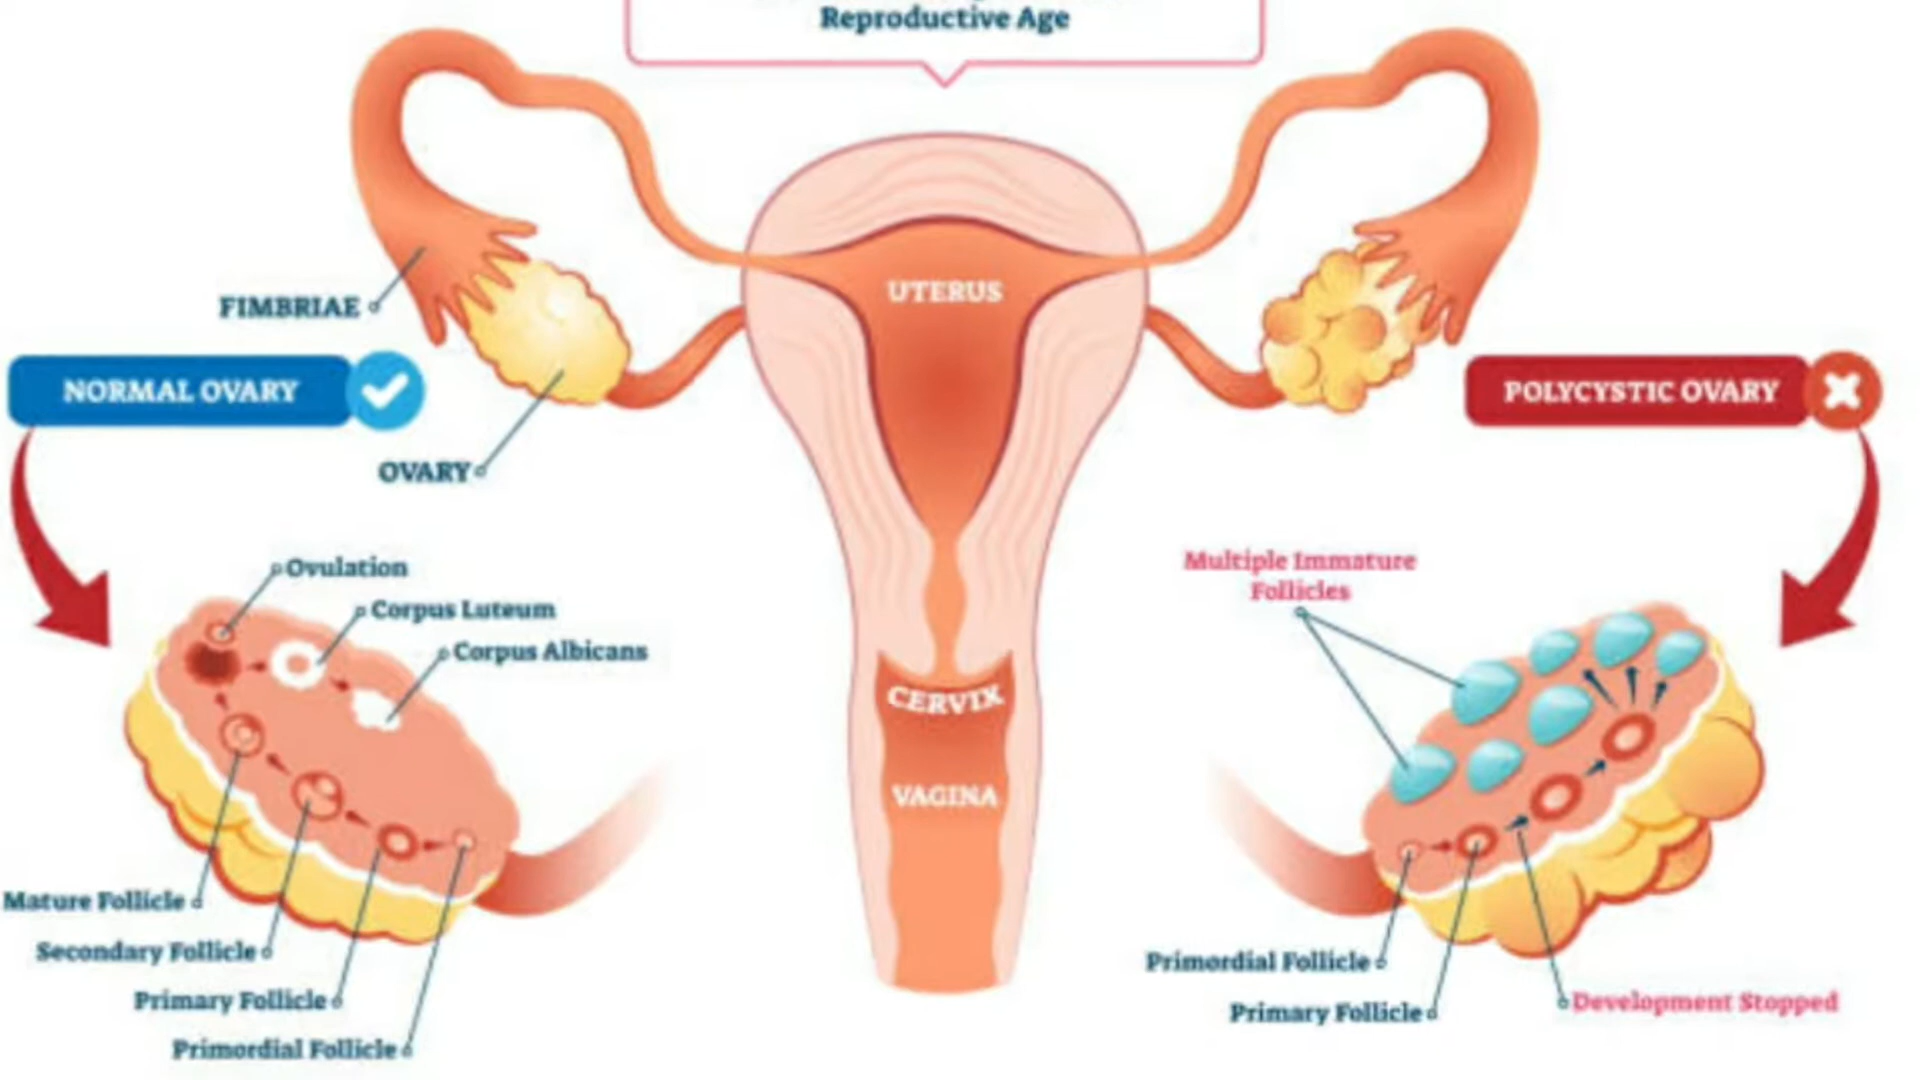 Reproductive Age
UTERUS
FIMBRIAE
NORMAL OVARY
POLYCYSTIC OVARY
OVARY
Ovulation
Corpus Luteum
Corpus Albicans
Multiple Immature
Follicles
CERVIX
VAGINA
Mature Follicle
Secondary Follicle
Primary Follicle
Primordial Follicle
Primordial Follicle
Primary Follicle
Development Stopped